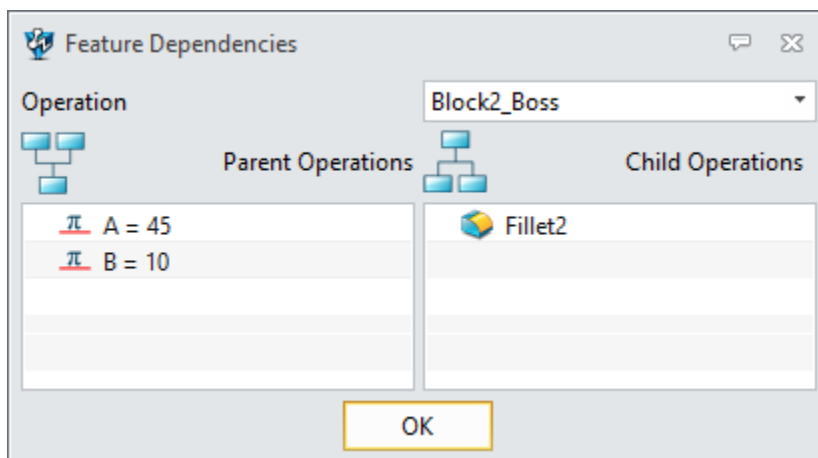 Feature Dependencies
Operation
Block2_Boss
Parent Operations
Child Operations
π A = 45
π B = 10
Fillet2
OK